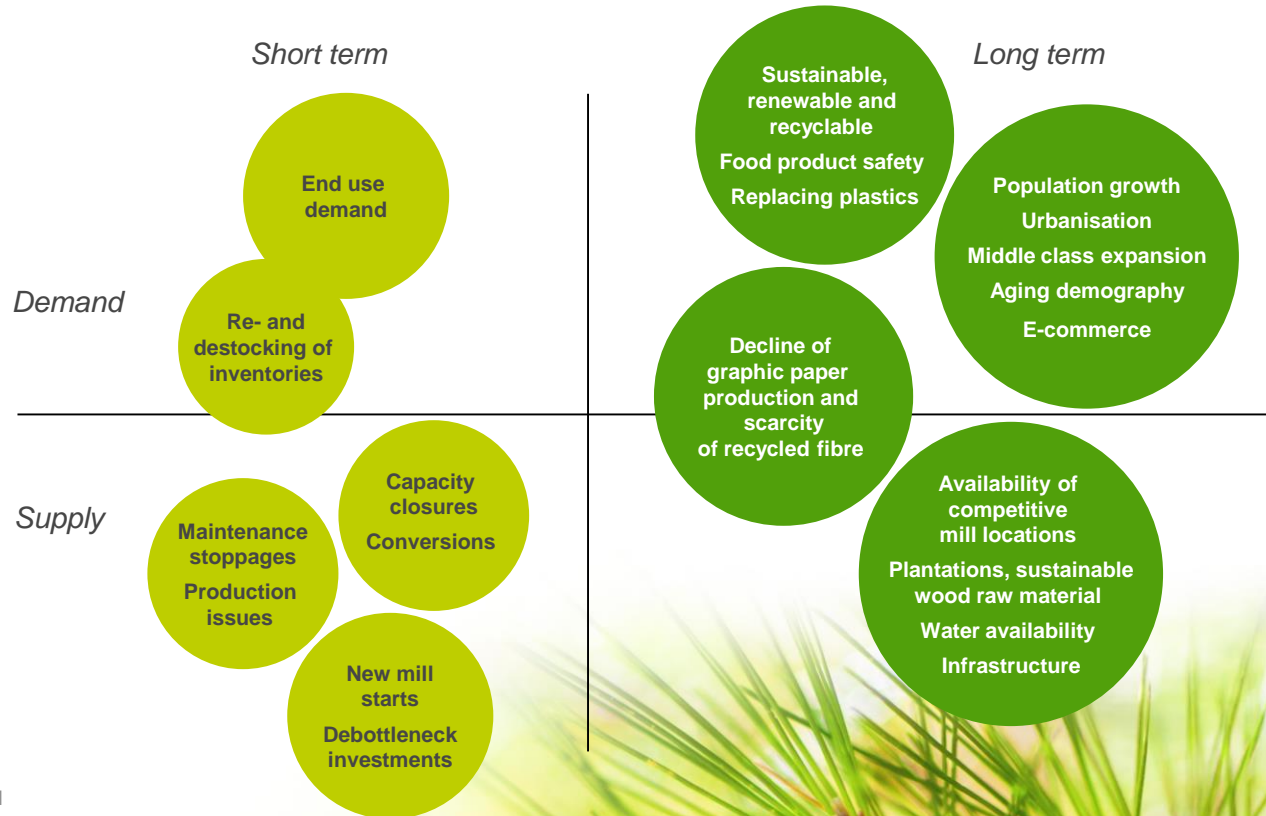 Short term
Long term
Demand
Supply
End use
demand
Re- and
destocking of
inventories
Sustainable,
renewable and
recyclable
Food product safety
Replacing plastics
Population growth
Urbanisation
Middle class expansion
Aging demography
E-commerce
Decline of
graphic paper
production and
scarcity
of recycled fibre
Capacity
closures
Conversions
Maintenance
stoppages
Production
issues
New mill
starts
Debottleneck
investments
Availability of
competitive
mill locations
Plantations, sustainable
wood raw material
Water availability
Infrastructure